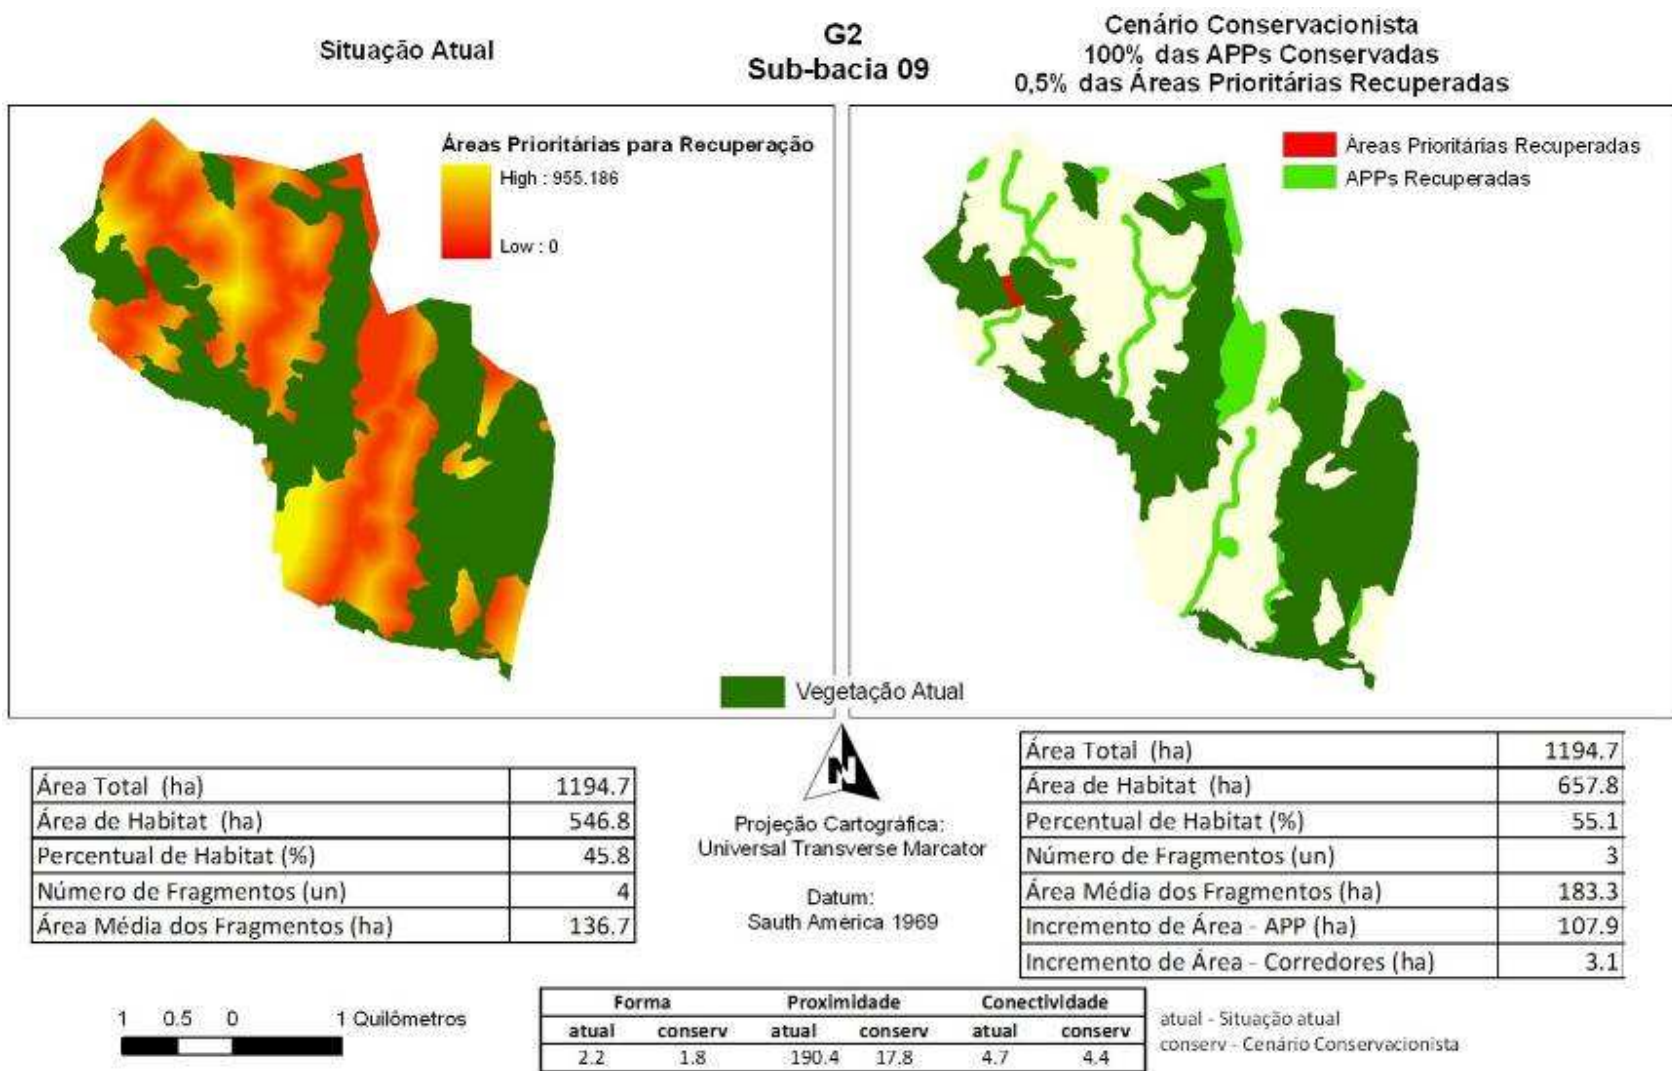 Situação Atual
G2
Sub-bacia 09
Cenário Conservacionista
100% das APPs Conservadas
0,5% das Áreas Prioritárias Recuperadas
Áreas Prioritárias para Recuperação
High : 955.186
Low : 0
Áreas Prioritárias Recuperadas
APPs Recuperadas
Vegetação Atual
Área Total (ha) 1194.7
Área de Habitat (ha) 546.8
Percentual de Habitat (%) 45.8
Número de Fragmentos (un) 4
Área Média dos Fragmentos (ha) 136.7
N
Projeção Cartográfica:
Universal Transverse Marcator
Datum:
Sauth América 1969
Área Total (ha) 1194.7
Área de Habitat (ha) 657.8
Percentual de Habitat (%) 55.1
Número de Fragmentos (un) 3
Área Média dos Fragmentos (ha) 183.3
Incremento de Área - APP (ha) 107.9
Incremento de Área - Corredores (ha) 3.1
1 0.5 0 1 Quilômetros
Forma Proximidade Conectividade
atual conserv atual conserv atual conserv
2.2 1.8 190.4 17.8 4.7 4.4
atual - Situação atual
conserv - Cenário Conservacionista